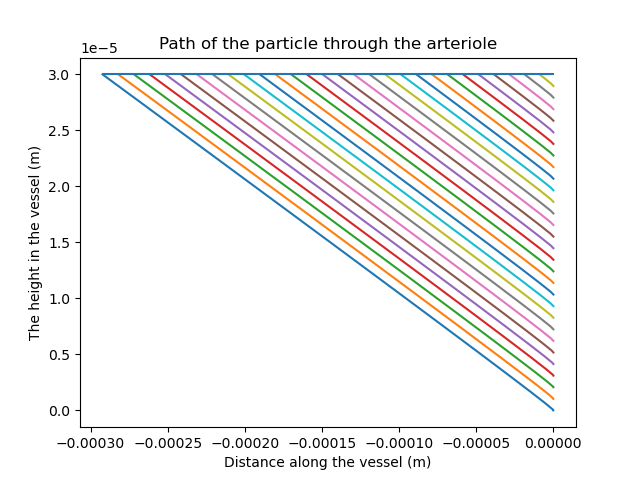 Path of the particle through the arteriole
1e−5
3.0
2.5
2.0
1.5
1.0
0.5
0.0
The height in the vessel (m)
−0.00030 −0.00025 −0.00020 −0.00015 −0.00010 −0.00005 0.00000
Distance along the vessel (m)